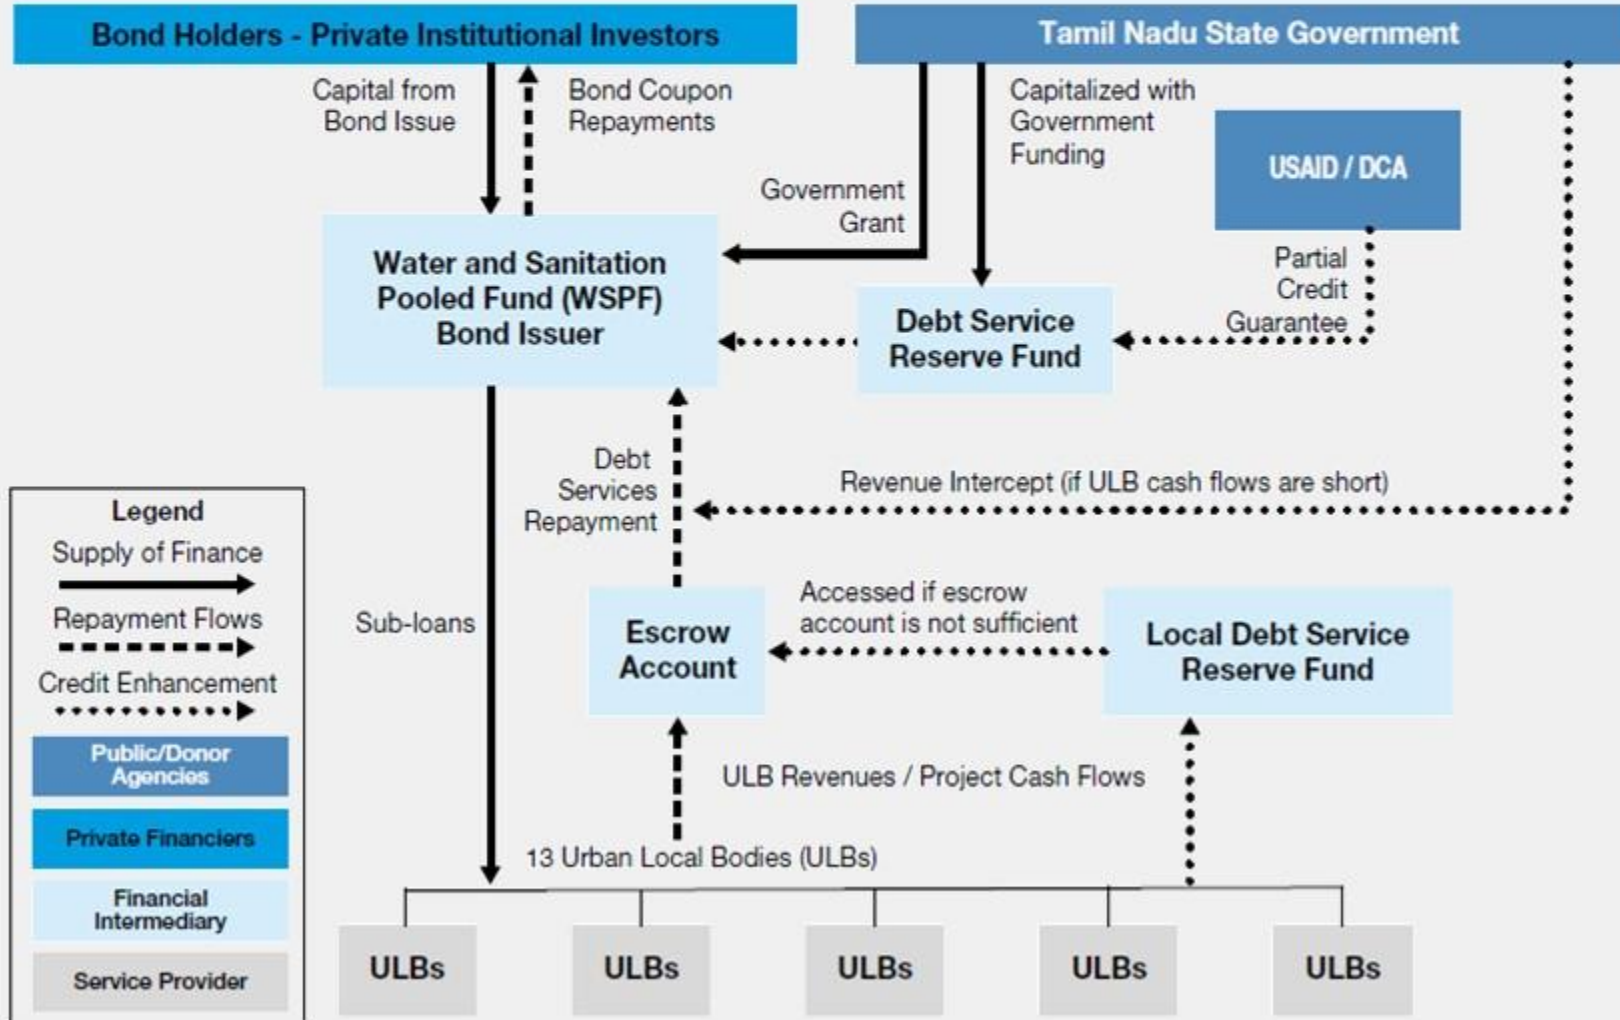 Bond Holders - Private Institutional Investors
Tamil Nadu State Government
Capital from
Bond Issue
Bond Coupon
Repayments
Capitalized with
Government
Funding
USAID / DCA
Government
Grant
Partial
Credit
Guarantee
Water and Sanitation
Pooled Fund (WSPF)
Bond Issuer
Debt Service
Reserve Fund
Debt
Services
Repayment
Revenue Intercept (if ULB cash flows are short)
Legend
Supply of Finance
Repayment Flows
Credit Enhancement
Public/Donor
Agencies
Private Financiers
Financial
Intermediary
Service Provider
Sub-loans
Escrow
Account
Accessed if escrow
account is not sufficient
Local Debt Service
Reserve Fund
ULB Revenues / Project Cash Flows
13 Urban Local Bodies (ULBs)
ULBs
ULBs
ULBs
ULBs
ULBs